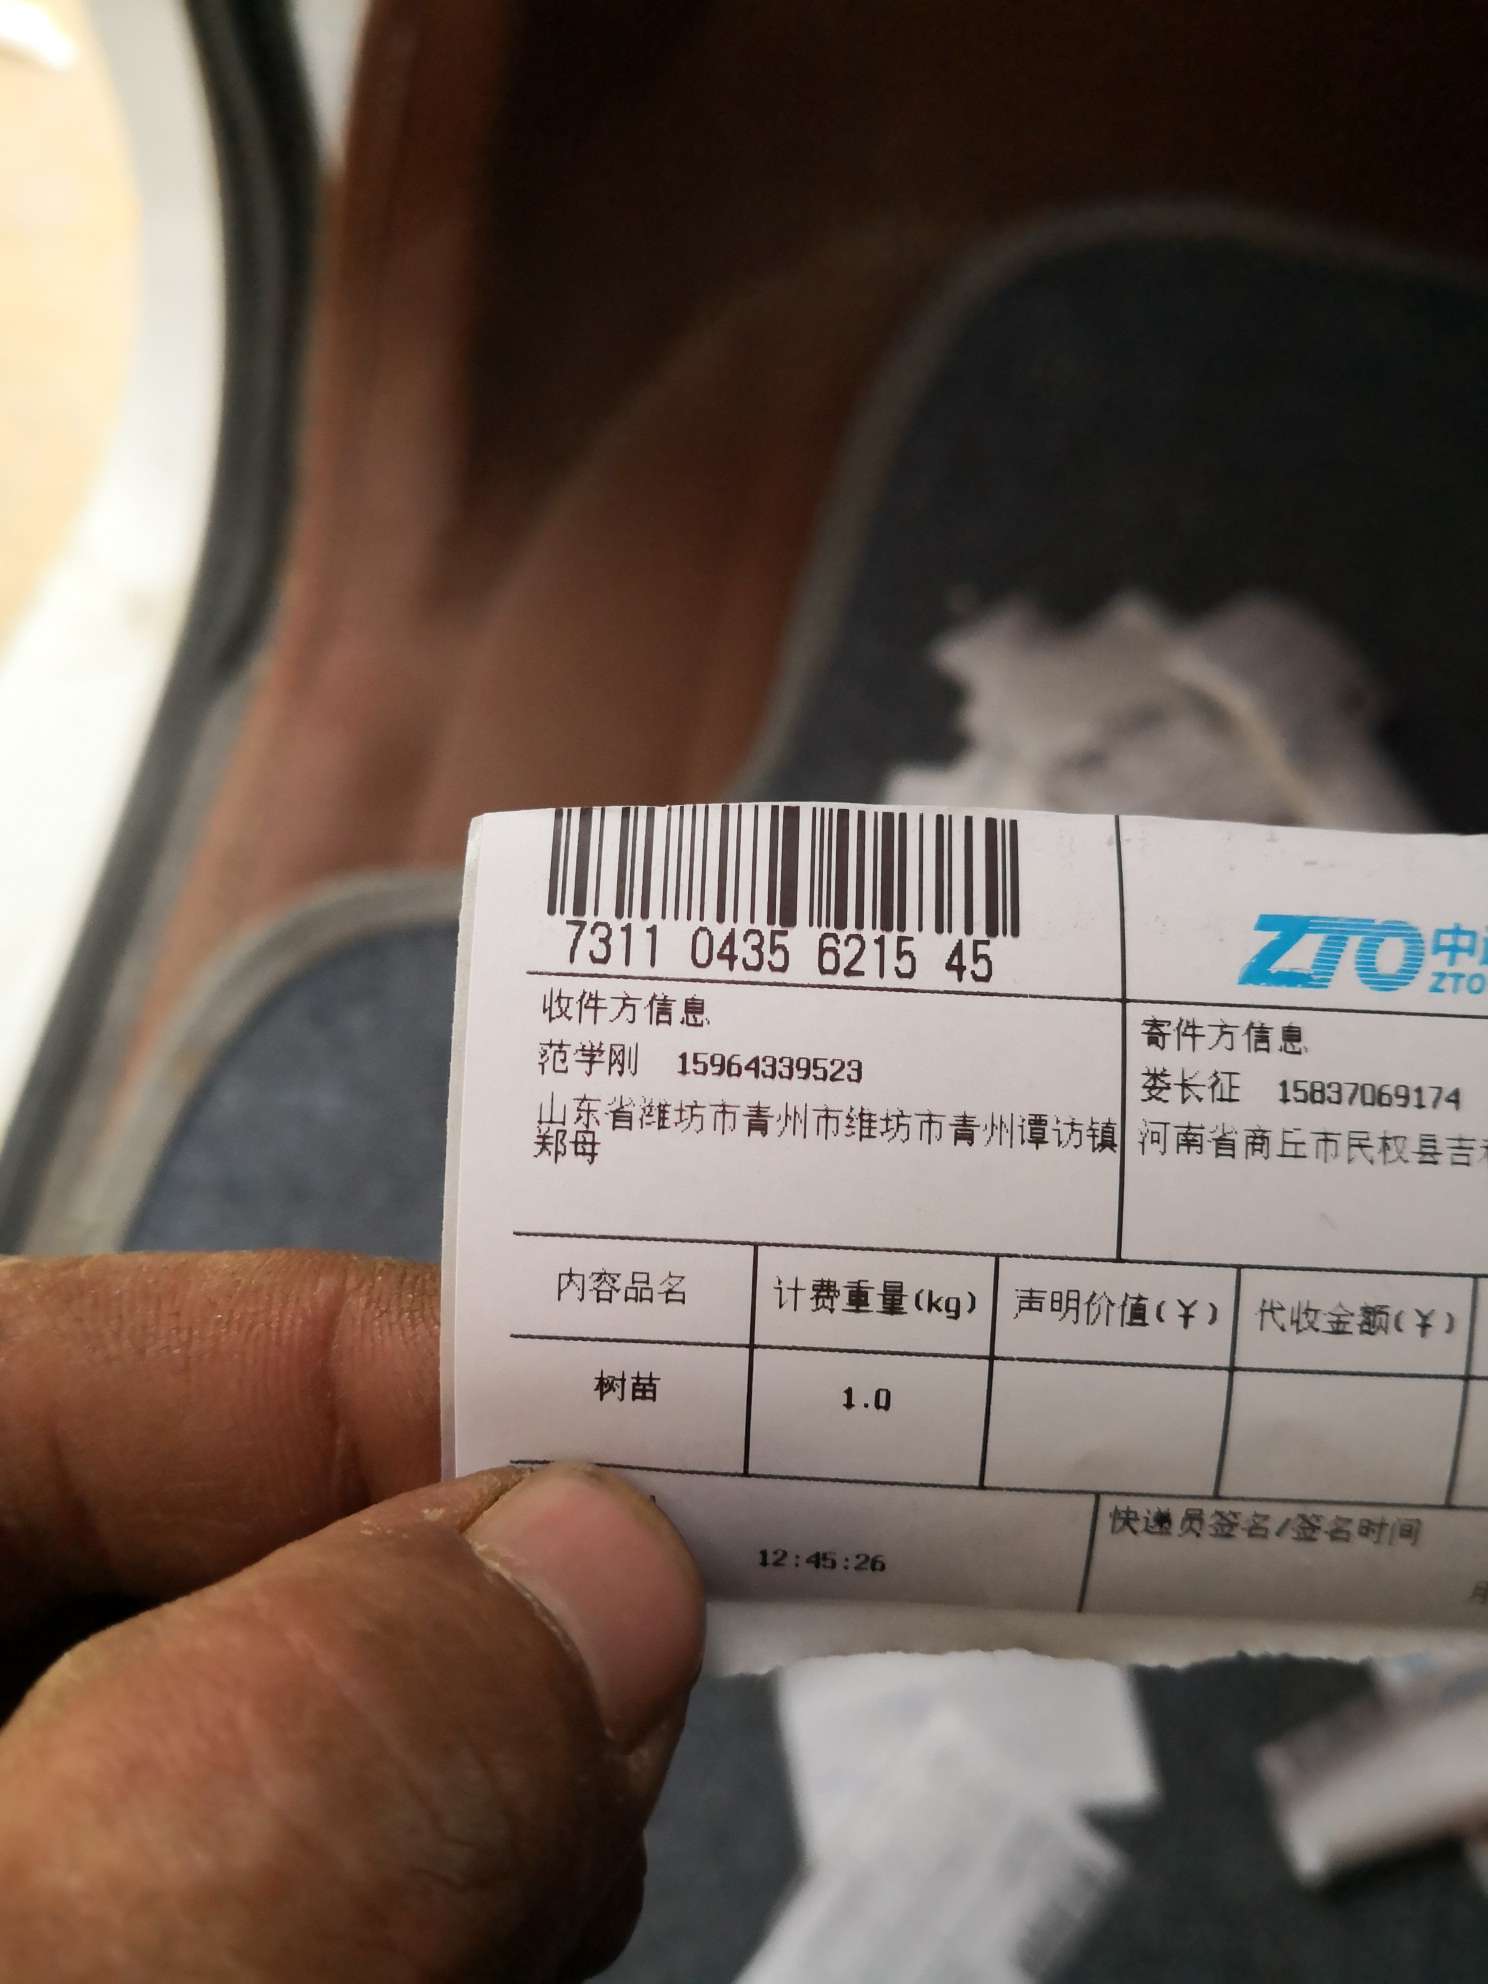 7311 0435 6215 45
ZTO 中
ZTO
收件方信息
范学刚 15964339523
山东省潍坊市青州市维坊市青州谭访镇
郑母
寄件方信息
娄长征 15837069174
河南省商丘市民权县吉
内容品名 计费重量(kg) 声明价值(¥) 代收金额(¥)
树苗 1.0
12:45:26
快递员签名/签名时间